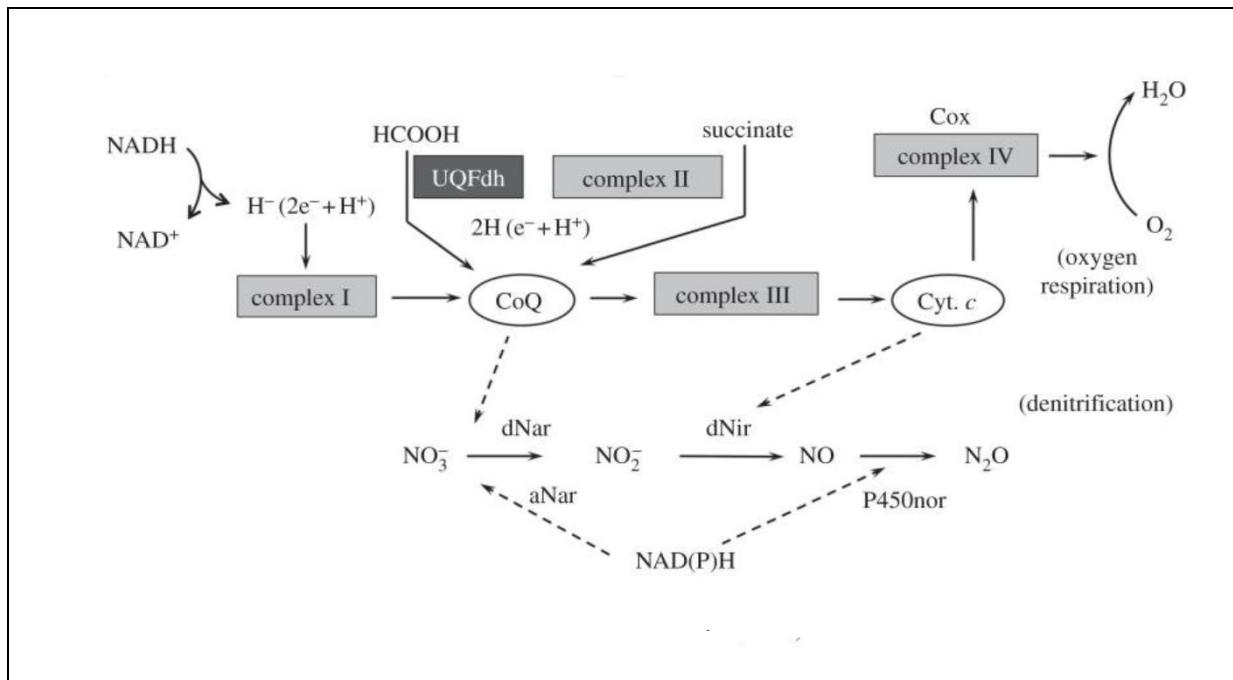 H₂O
Cox
NADH
HCOOH
succinate
complex IV
UQFdh
complex II
H⁻ (2e⁻ + H⁺)
2H (e⁻ + H⁺)
NAD⁺
O₂
(oxygen
respiration)
complex I
CoQ
complex III
Cyt. c
(denitrification)
dNar
dNir
NO₃⁻
NO₂⁻
NO
N₂O
aNar
P450nor
NAD(P)H